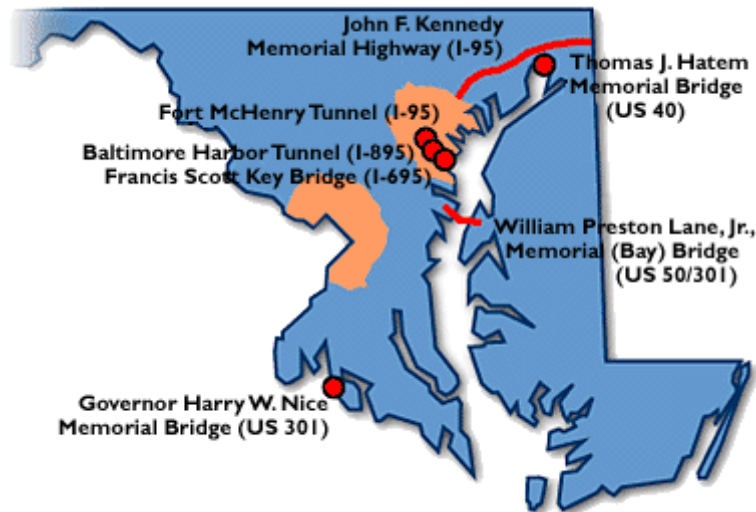 John F. Kennedy
Memorial Highway (I-95)
Thomas J. Hatem
Memorial Bridge
(US 40)
Fort McHenry Tunnel (I-95)
Baltimore Harbor Tunnel (I-895)
Francis Scott Key Bridge (I-695)
William Preston Lane, Jr.,
Memorial (Bay) Bridge
(US 50/301)
Governor Harry W. Nice
Memorial Bridge (US 301)